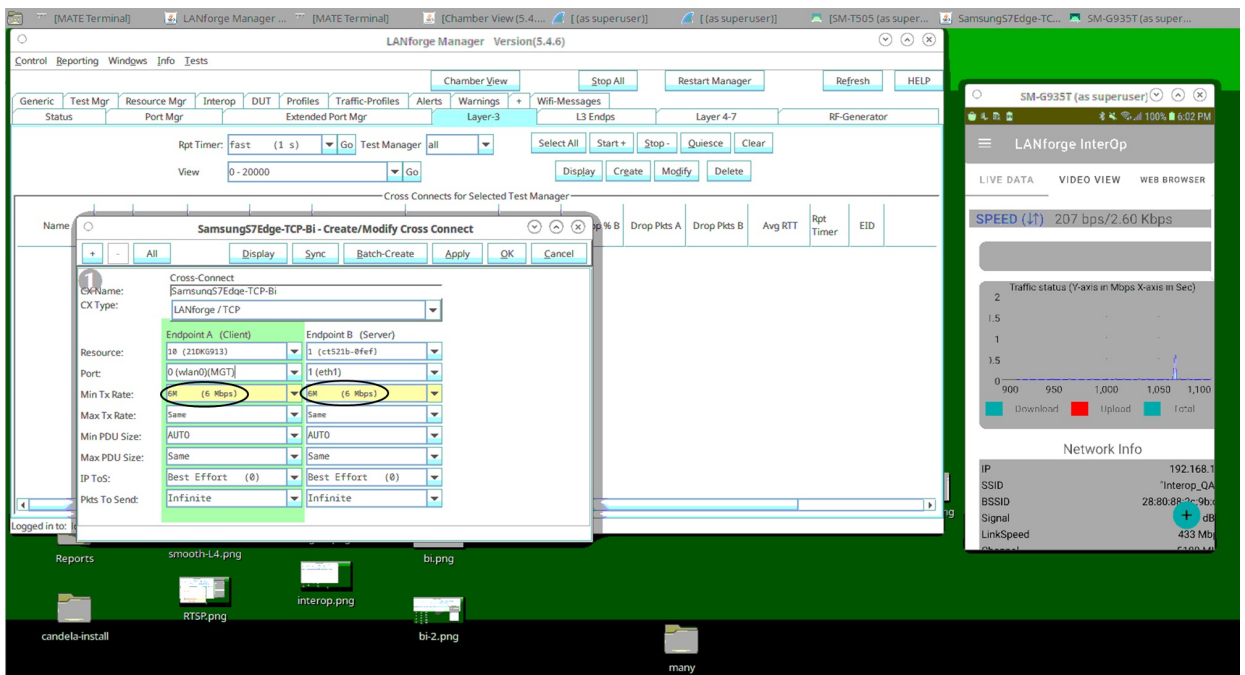 [MATE Terminal] LANforge Manager ... [MATE Terminal] [Chamber View (5.4.... [ (as superuser)] [ (as superuser)] [SM-T505 (as super... SamsungS7Edge-TC... SM-G935T (as super...
LANforge Manager Version(5.4.6)
Control Reporting Windows Info Tests
Chamber View Stop All Restart Manager Refresh HELP
Generic Test Mgr Resource Mgr Interop DUT Profiles Traffic-Profiles Alerts Warnings + Wifi-Messages
Status Port Mgr Extended Port Mgr Layer-3 L3 Endps Layer 4-7 RF-Generator
Rpt Timer: fast (1 s) Go Test Manager all Select All Start + Stop - Quiesce Clear
View 0 - 20000 Go Display Create Modify Delete
Cross Connects for Selected Test Manager
Name % B Drop Pkts A Drop Pkts B Avg RTT Rpt Timer EID
SamsungS7Edge-TCP-Bi - Create/Modify Cross Connect
+ - All Display Sync Batch-Create Apply OK Cancel
1
Cross-Connect
CX Name: SamsungS7Edge-TCP-Bi
CX Type: LANforge / TCP
Endpoint A (Client) Endpoint B (Server)
Resource: 10 (21DKG913) 1 (ct521b-0fef)
Port: 0 (wlan0)(MGT) 1 (eth1)
Min Tx Rate: 6M (6 Mbps) 6M (6 Mbps)
Max Tx Rate: Same Same
Min PDU Size: AUTO AUTO
Max PDU Size: Same Same
IP ToS: Best Effort (0) Best Effort (0)
Pkts To Send: Infinite Infinite
Logged in to:
SM-G935T (as superuser)
100% 6:02 PM
LANforge InterOp
LIVE DATA VIDEO VIEW WEB BROWSER
SPEED (↓↑) 207 bps/2.60 Kbps
Traffic status (Y-axis in Mbps X-axis in Sec)
2
1.5
1
0.5
0
900 950 1,000 1,050 1,100
Download Upload Total
Network Info
IP 192.168.1
SSID "Interop_QA
BSSID 28:80:88:2c:9b:
Signal dB
+
LinkSpeed 433 Mb
Reports smooth-L4.png bi.png
RTSP.png interop.png
candela-install bi-2.png
many